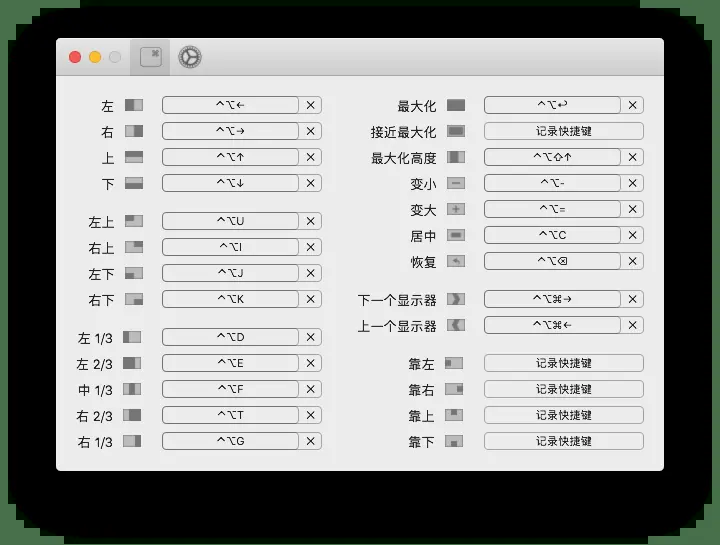 左 ^⌥← ×
右 ^⌥→ ×
上 ^⌥↑ ×
下 ^⌥↓ ×
左上 ^⌥U ×
右上 ^⌥I ×
左下 ^⌥J ×
右下 ^⌥K ×
左 1/3 ^⌥D ×
左 2/3 ^⌥E ×
中 1/3 ^⌥F ×
右 2/3 ^⌥T ×
右 1/3 ^⌥G ×
最大化 ^⌥↩ ×
接近最大化 记录快捷键
最大化高度 ^⌥⇧↑ ×
变小 ^⌥- ×
变大 ^⌥= ×
居中 ^⌥C ×
恢复 ^⌥⌫ ×
下一个显示器 ^⌥⌘→ ×
上一个显示器 ^⌥⌘← ×
靠左 记录快捷键
靠右 记录快捷键
靠上 记录快捷键
靠下 记录快捷键